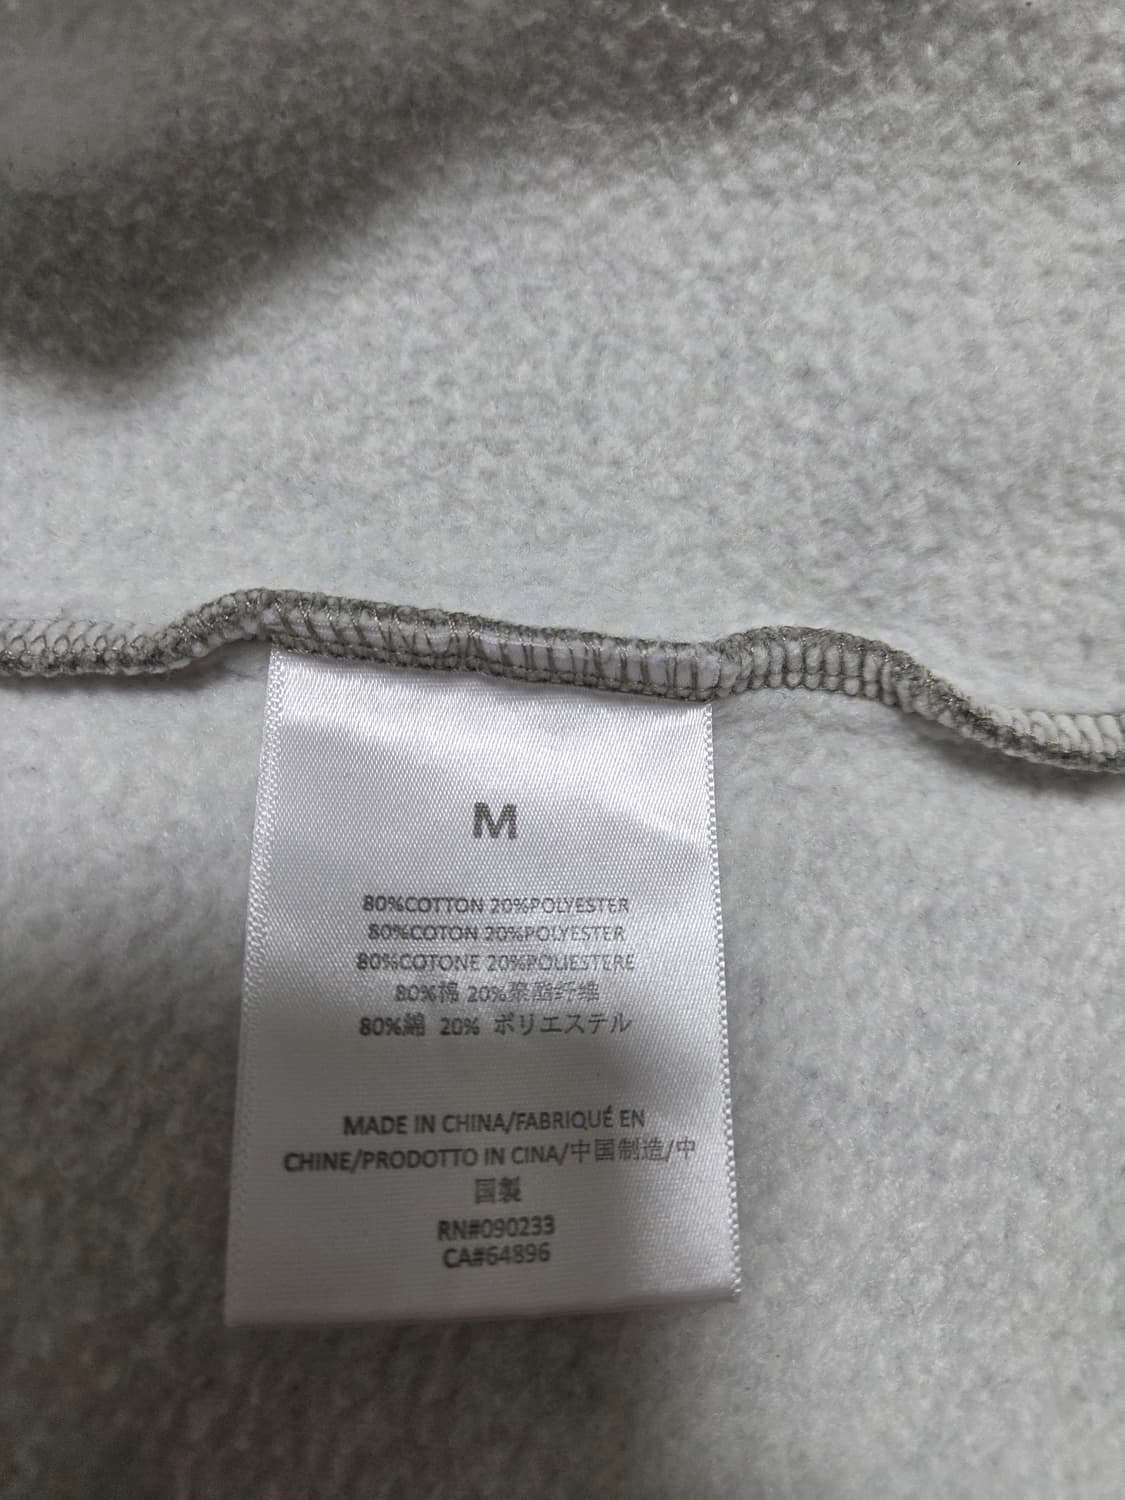 M
80%COTTON 20%POLYESTER
80%COTON 20%POLYESTER
80%COTONE 20%POLIESTERE
80%棉 20%聚酯纤维
80%綿 20% ポリエステル
MADE IN CHINA/FABRIQUÉ EN
CHINE/PRODOTTO IN CINA/中国制造/中
国製
RN#090233
CA#64896